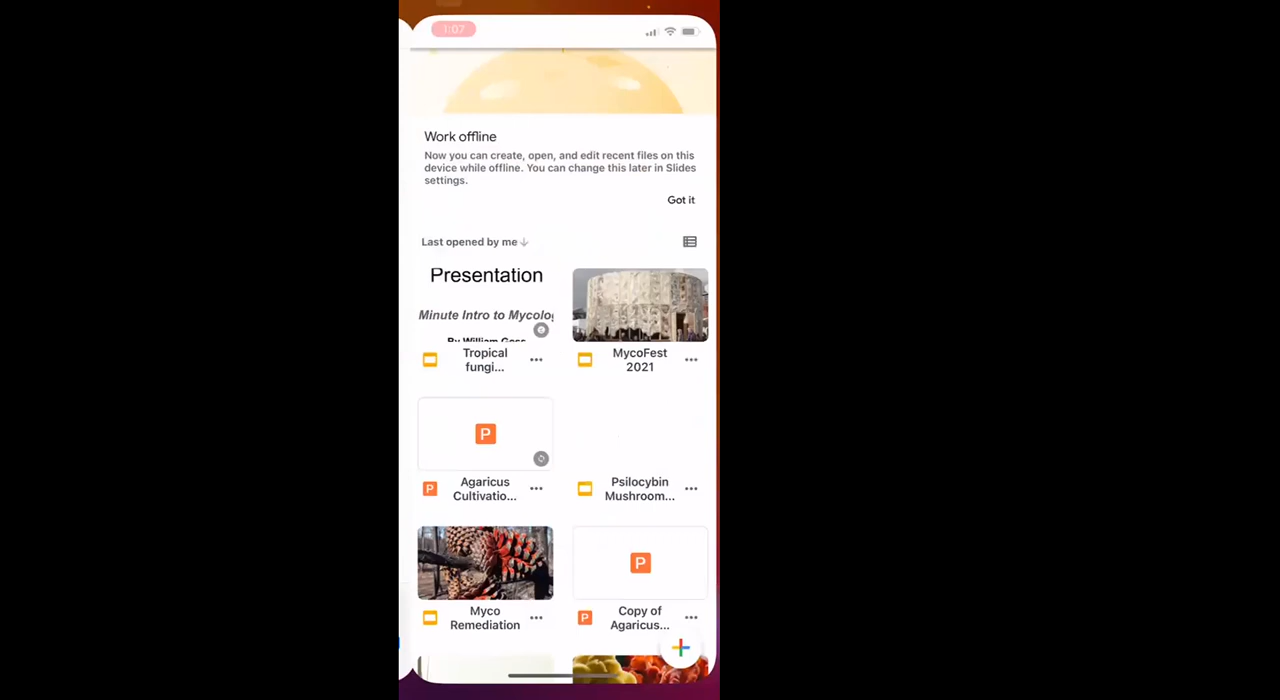 1:07
Work offline
Now you can create, open, and edit recent files on this
device while offline. You can change this later in Slides
settings.
Got it
Last opened by me
Presentation
Minute Intro to Mycolo
By William Goss
Tropical
fungi...
MycoFest
2021
P
P
Agaricus
Cultivatio...
Psilocybin
Mushroom...
P
Myco
Remediation
P
Copy of
Agaricus...